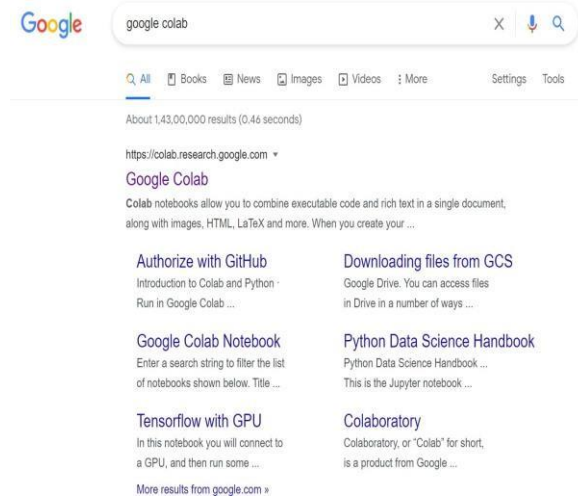 Google
google colab
All Books News Images Videos More Settings Tools
About 1,43,00,000 results (0.46 seconds)
https://colab.research.google.com
Google Colab
Colab notebooks allow you to combine executable code and rich text in a single document,
along with images, HTML, LaTeX and more. When you create your ...
Authorize with GitHub
Introduction to Colab and Python ·
Run in Google Colab ...
Downloading files from GCS
Google Drive. You can access files
in Drive in a number of ways ...
Google Colab Notebook
Enter a search string to filter the list
of notebooks shown below. Title ...
Python Data Science Handbook
Python Data Science Handbook ...
This is the Jupyter notebook ...
Tensorflow with GPU
In this notebook you will connect to
a GPU, and then run some ...
Colaboratory
Colaboratory, or "Colab" for short,
is a product from Google ...
More results from google.com »